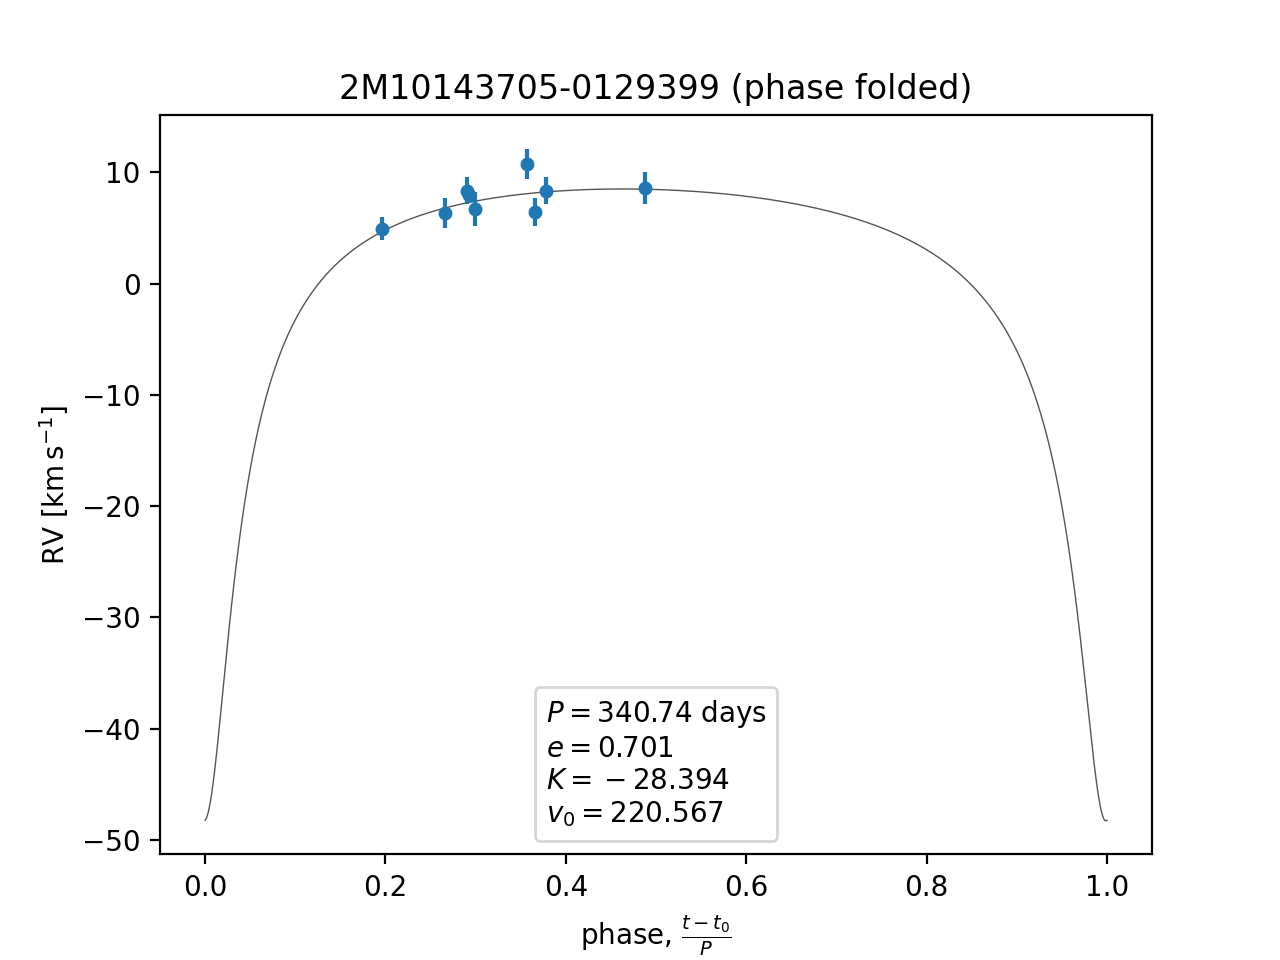 2M10143705-0129399 (phase folded)
RV [km s⁻¹]
10
0
−10
−20
−30
−40
−50
P = 340.74 days
e = 0.701
K = − 28.394
v₀ = 220.567
0.0 0.2 0.4 0.6 0.8 1.0
phase, (t − t₀)/P